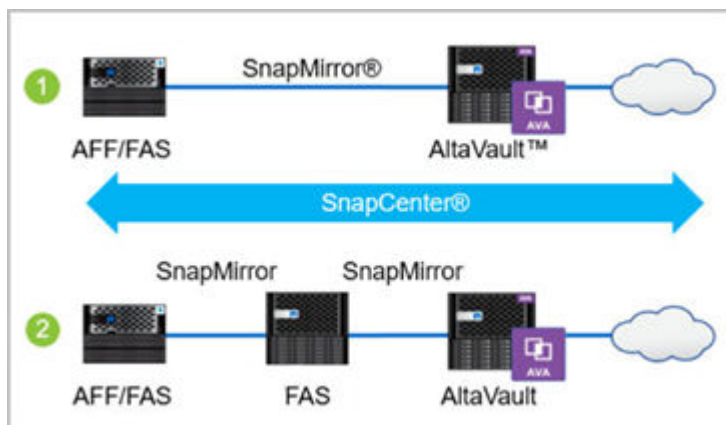 SnapMirror®
1
AVA
AFF/FAS
AltaVault™
SnapCenter®
SnapMirror
SnapMirror
2
AVA
AFF/FAS
FAS
AltaVault